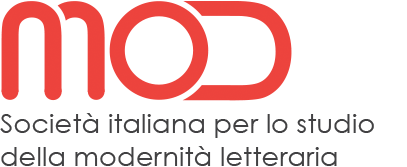 MOD
Società italiana per lo studio
della modernità letteraria